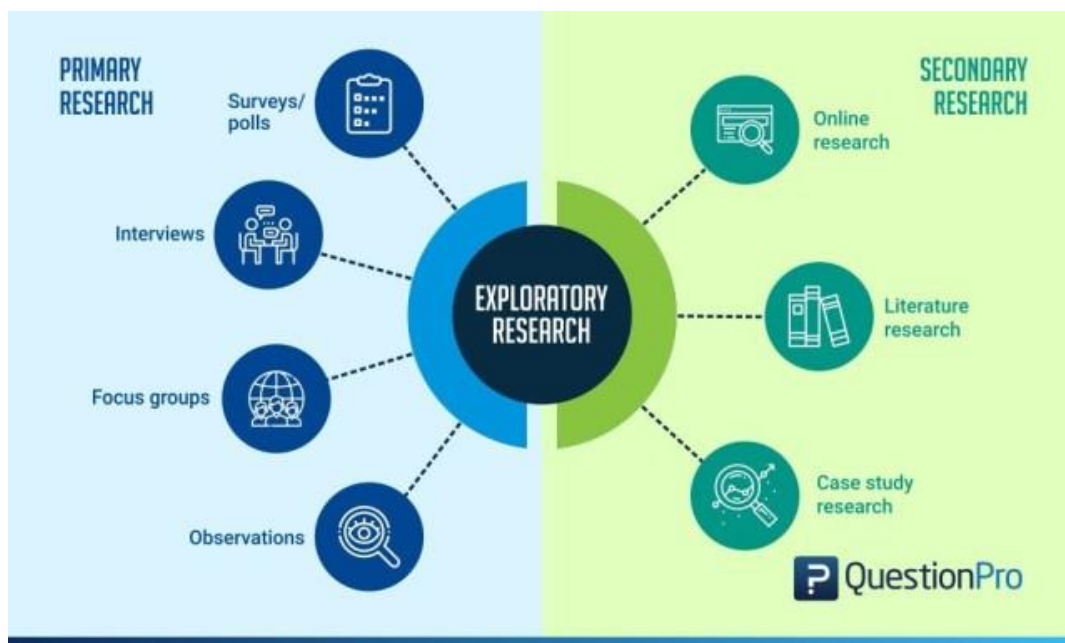 PRIMARY
RESEARCH
Surveys/
polls
Interviews
Focus groups
Observations
EXPLORATORY
RESEARCH
SECONDARY
RESEARCH
Online
research
Literature
research
Case study
research
QuestionPro